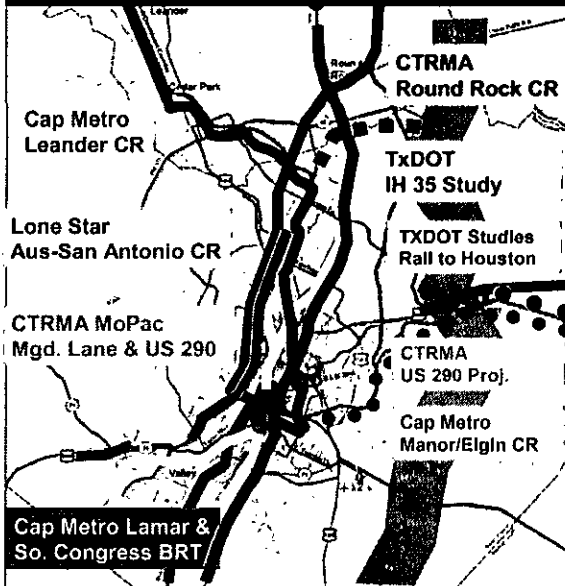 Leander
CTRMA
Round Rock CR
Cedar Park
Cap Metro
Leander CR
TxDOT
IH 35 Study
Lone Star
Aus-San Antonio CR
TXDOT Studies
Rail to Houston
CTRMA MoPac
Mgd. Lane & US 290
CTRMA
US 290 Proj.
Cap Metro
Manor/Elgin CR
Valley
Cap Metro Lamar &
So. Congress BRT